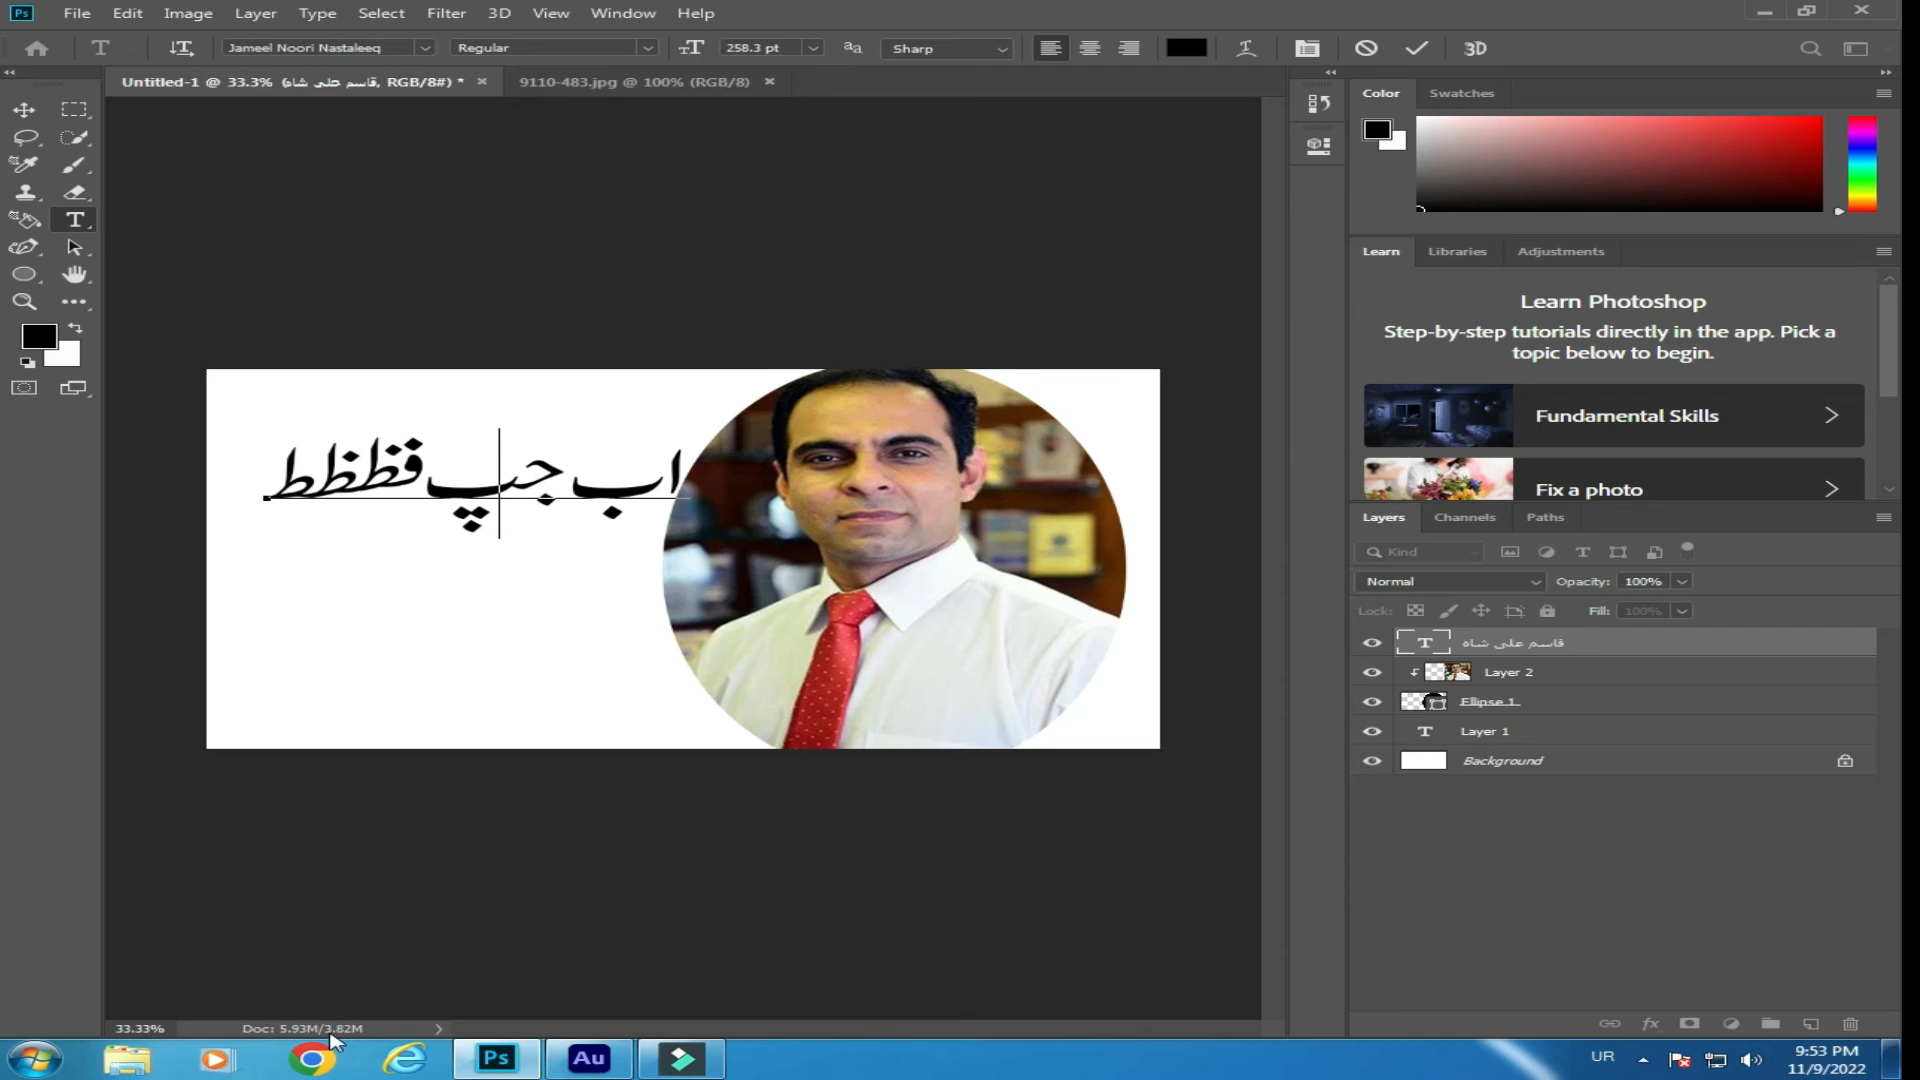 Ps File Edit Image Layer Type Select Filter 3D View Window Help
T Jameel Noori Nastaleeq Regular 258.3 pt Sharp 3D
Untitled-1 @ 33.3% (قاسم علی شاہ, RGB/8#) * × 9110-483.jpg @ 100% (RGB/8) ×
Color Swatches
Learn Libraries Adjustments
Learn Photoshop
Step-by-step tutorials directly in the app. Pick a
topic below to begin.
Fundamental Skills
Fix a photo
Layers Channels Paths
Kind
Normal Opacity: 100%
Lock: Fill: 100%
قاسم علی شاہ
Layer 2
Ellipse 1
Layer 1
Background
33.33% Doc: 5.93M/3.82M
Ps Au UR 9:53 PM
11/9/2022